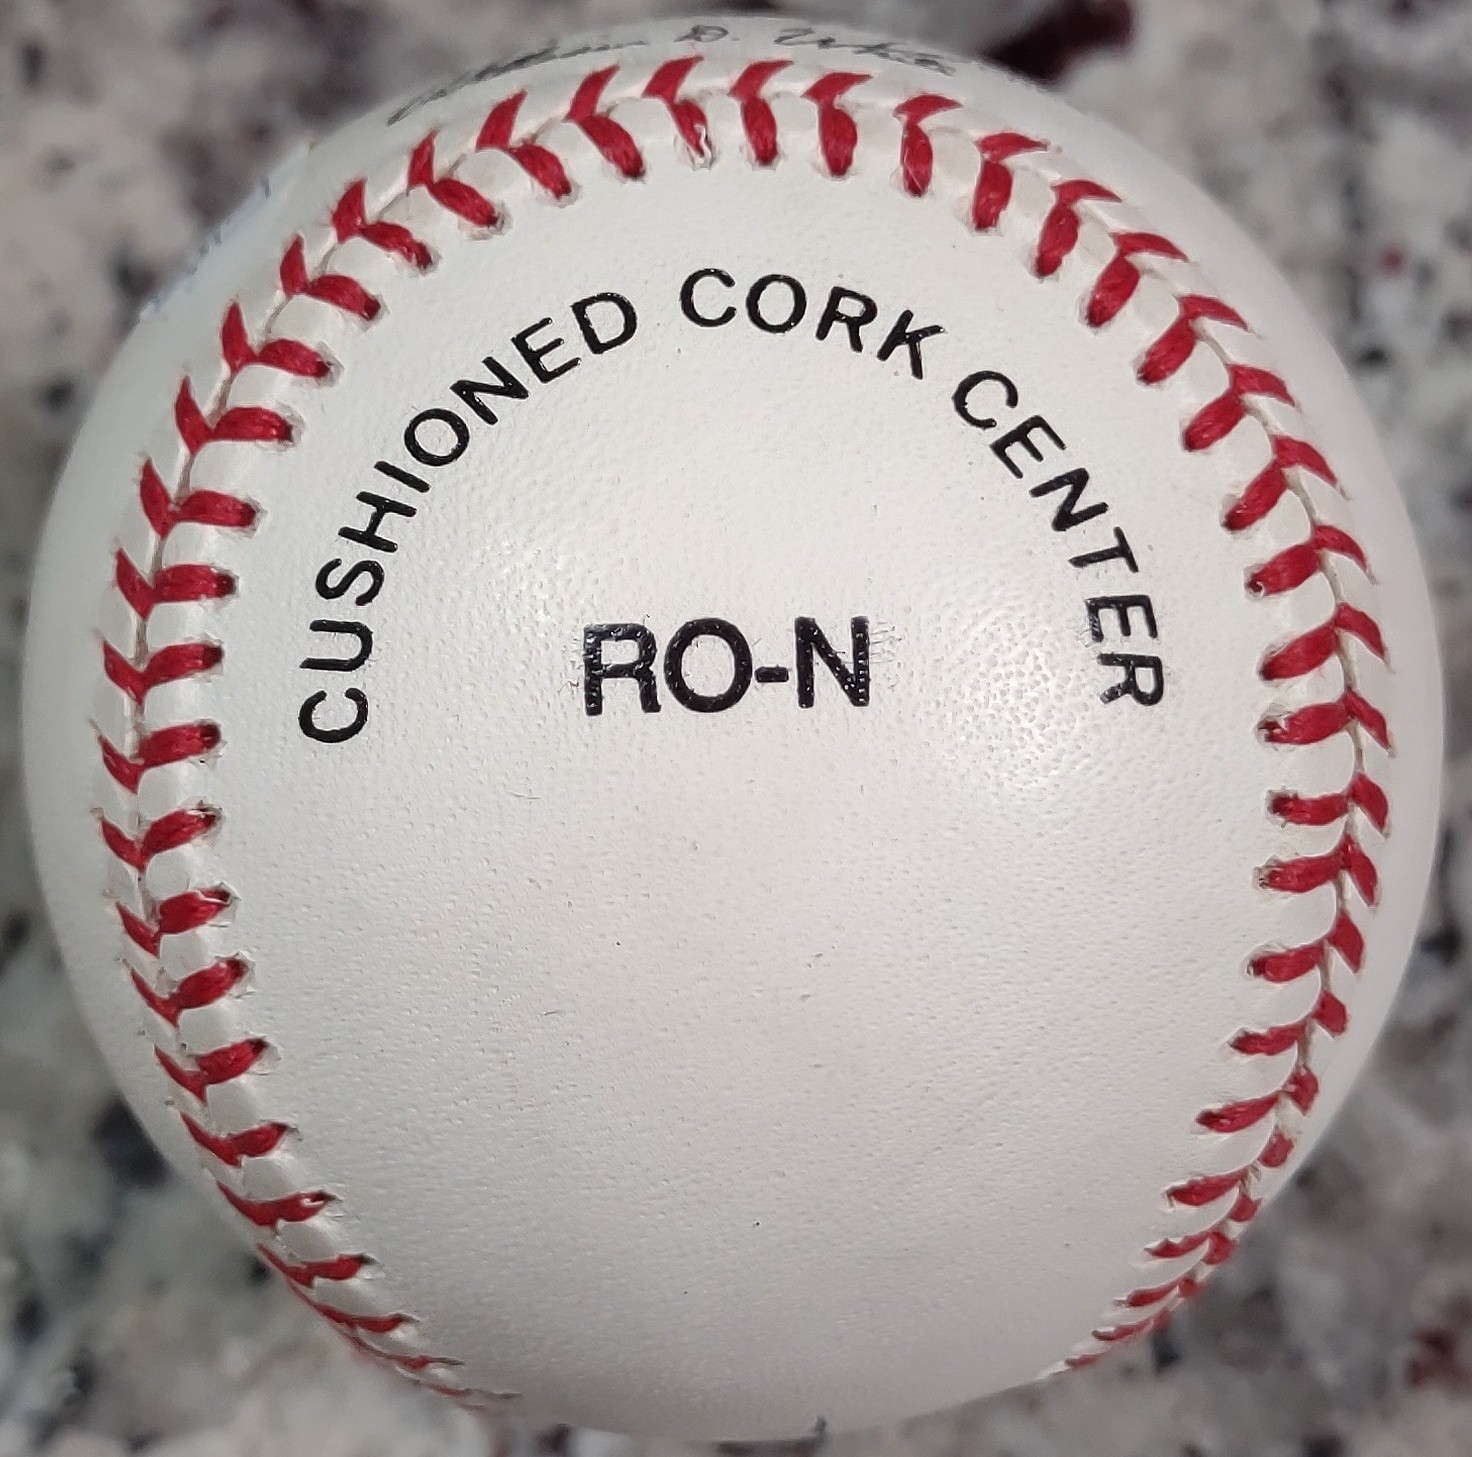 D.
CUSHIONED CORK CENTER
RO-N